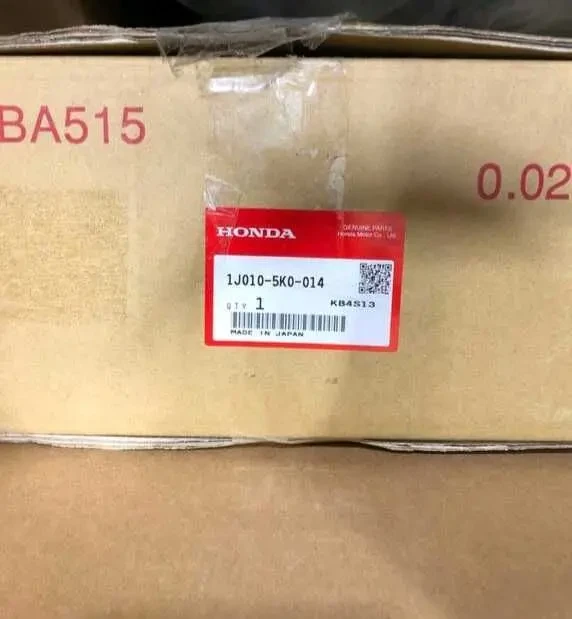 BA515
0.02
HONDA
GENUINE PARTS
Honda Motor Co., Ltd.
1J010-5K0-014
QTY 1
KB4S13
MADE IN JAPAN